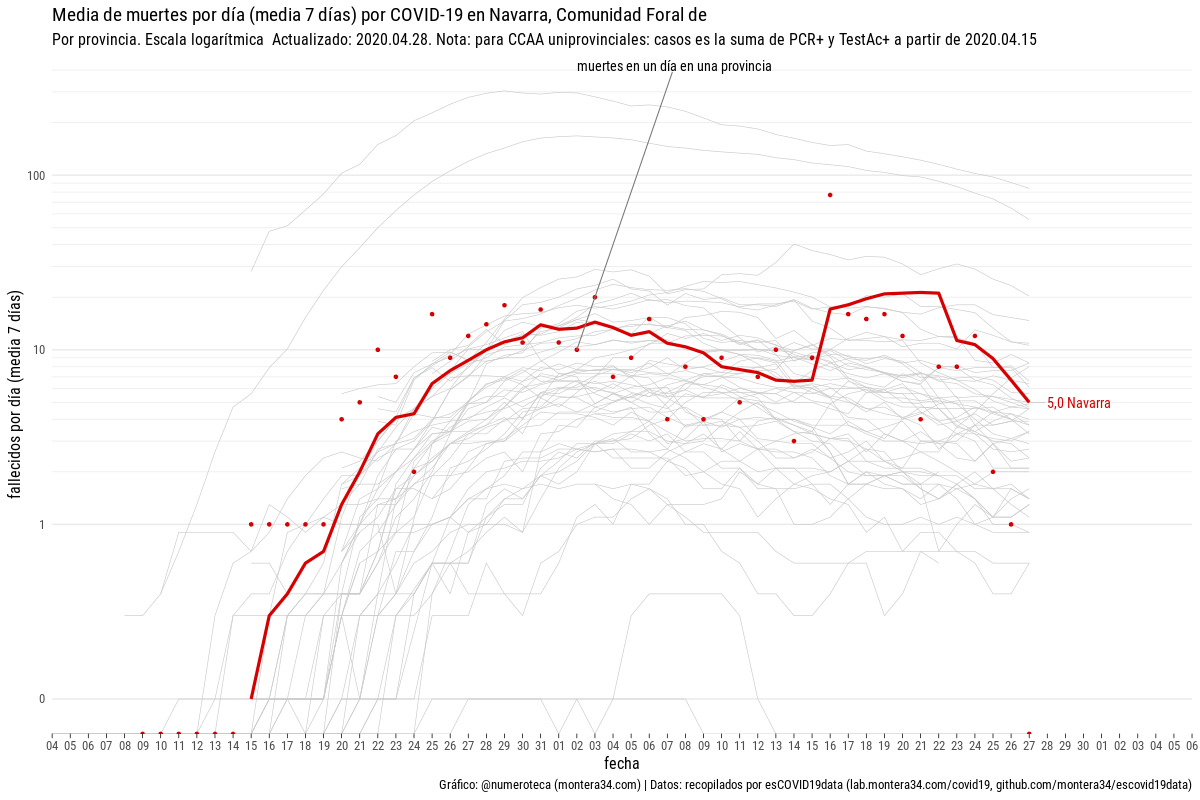 Media de muertes por día (media 7 días) por COVID-19 en Navarra, Comunidad Foral de
Por provincia. Escala logarítmica  Actualizado: 2020.04.28. Nota: para CCAA uniprovinciales: casos es la suma de PCR+ y TestAc+ a partir de 2020.04.15
muertes en un día en una provincia
fallecidos por día (media 7 días)
100
10
1
0
5,0 Navarra
04 05 06 07 08 09 10 11 12 13 14 15 16 17 18 19 20 21 22 23 24 25 26 27 28 29 30 31 01 02 03 04 05 06 07 08 09 10 11 12 13 14 15 16 17 18 19 20 21 22 23 24 25 26 27 28 29 30 01 02 03 04 05 06
fecha
Gráfico: @numeroteca (montera34.com) | Datos: recopilados por esCOVID19data (lab.montera34.com/covid19, github.com/montera34/escovid19data)